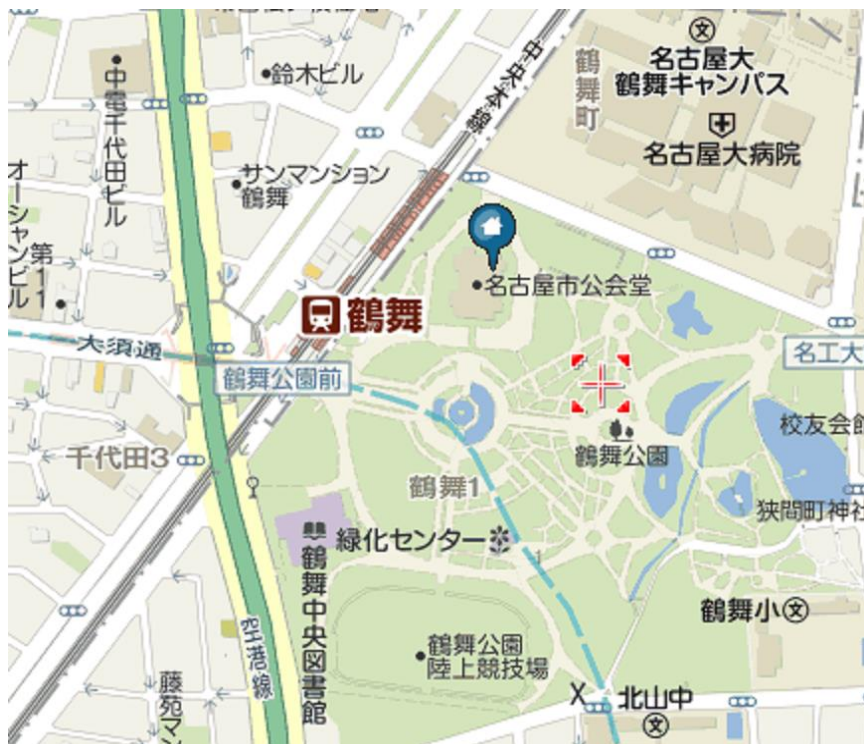 名古屋大
鶴舞キャンパス
鶴舞町
名古屋大病院
中央本線
鈴木ビル
中電千代田ビル
サンマンション
鶴舞
オーシャンビル
第1
名古屋市公会堂
鶴舞
大須通
鶴舞公園前
名工大
千代田3
鶴舞公園
校友会館
鶴舞1
狭間町神社
緑化センター
1
鶴舞中央図書館
鶴舞小
鶴舞公園
陸上競技場
空港線
藤苑マン
X
北山中